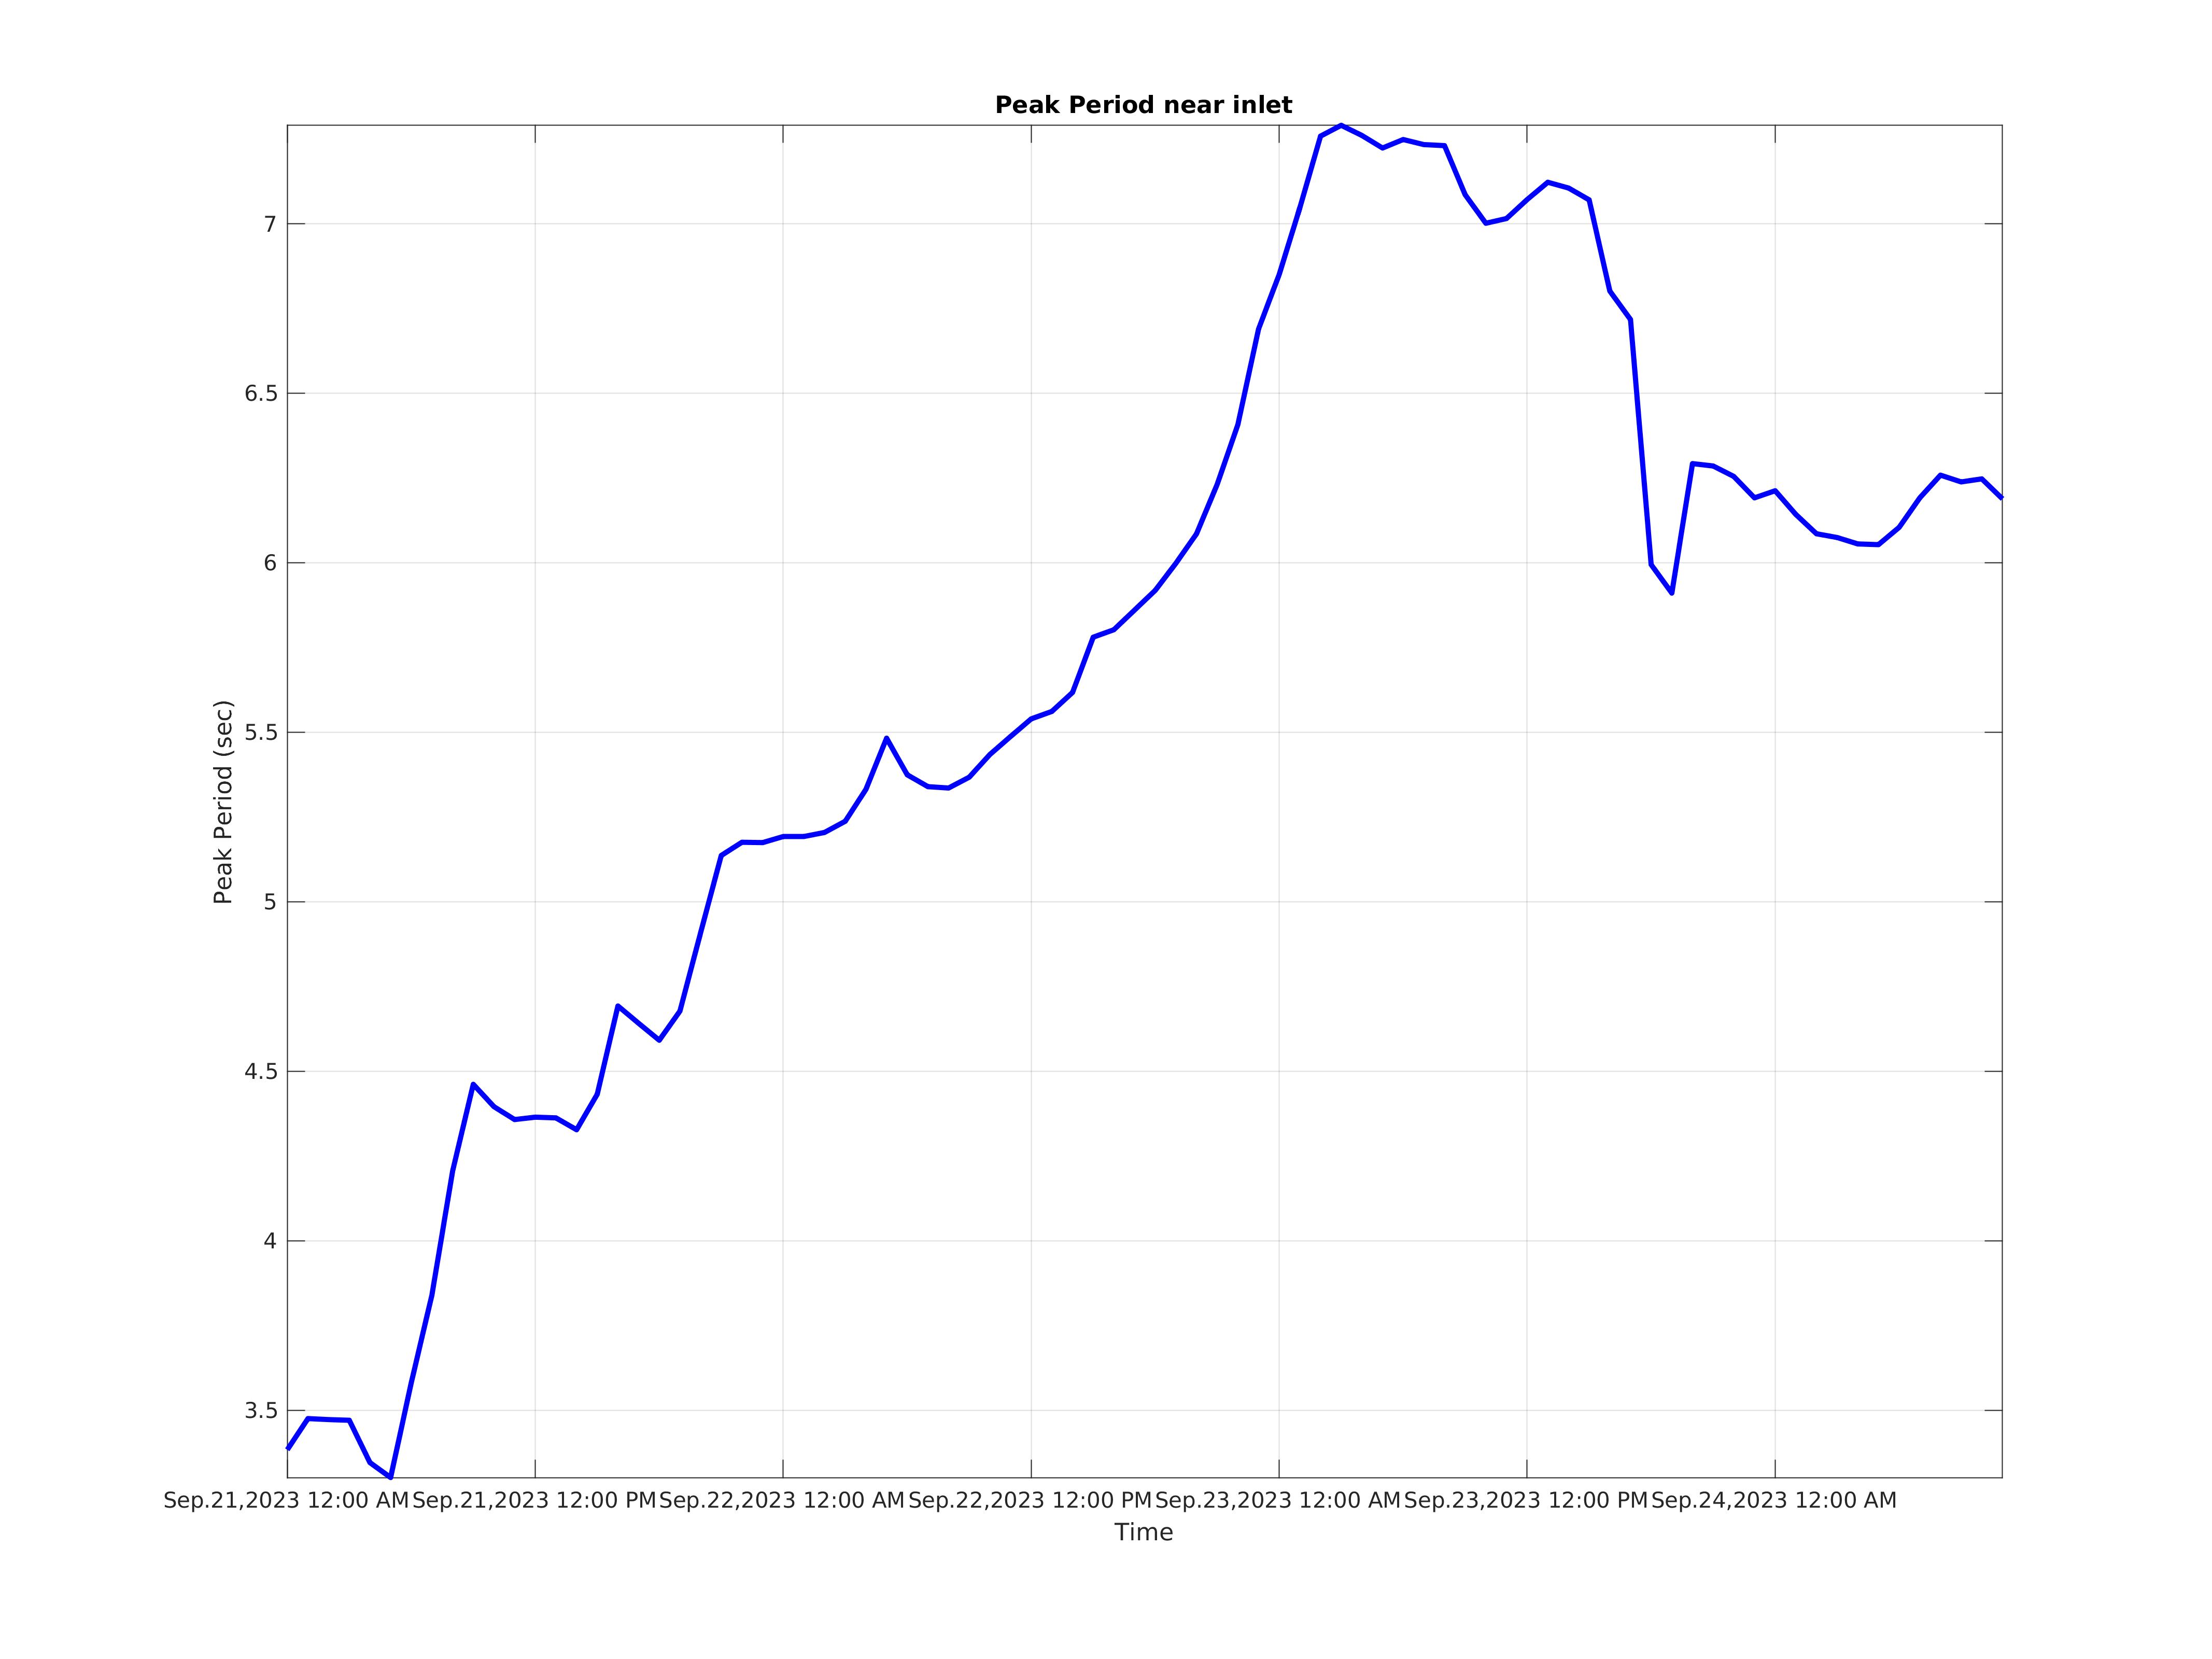 Peak Period near inlet
7
6.5
6
5.5
5
4.5
4
3.5
Peak Period (sec)
Sep.21,2023 12:00 AM Sep.21,2023 12:00 PM Sep.22,2023 12:00 AM Sep.22,2023 12:00 PM Sep.23,2023 12:00 AM Sep.23,2023 12:00 PM Sep.24,2023 12:00 AM
Time